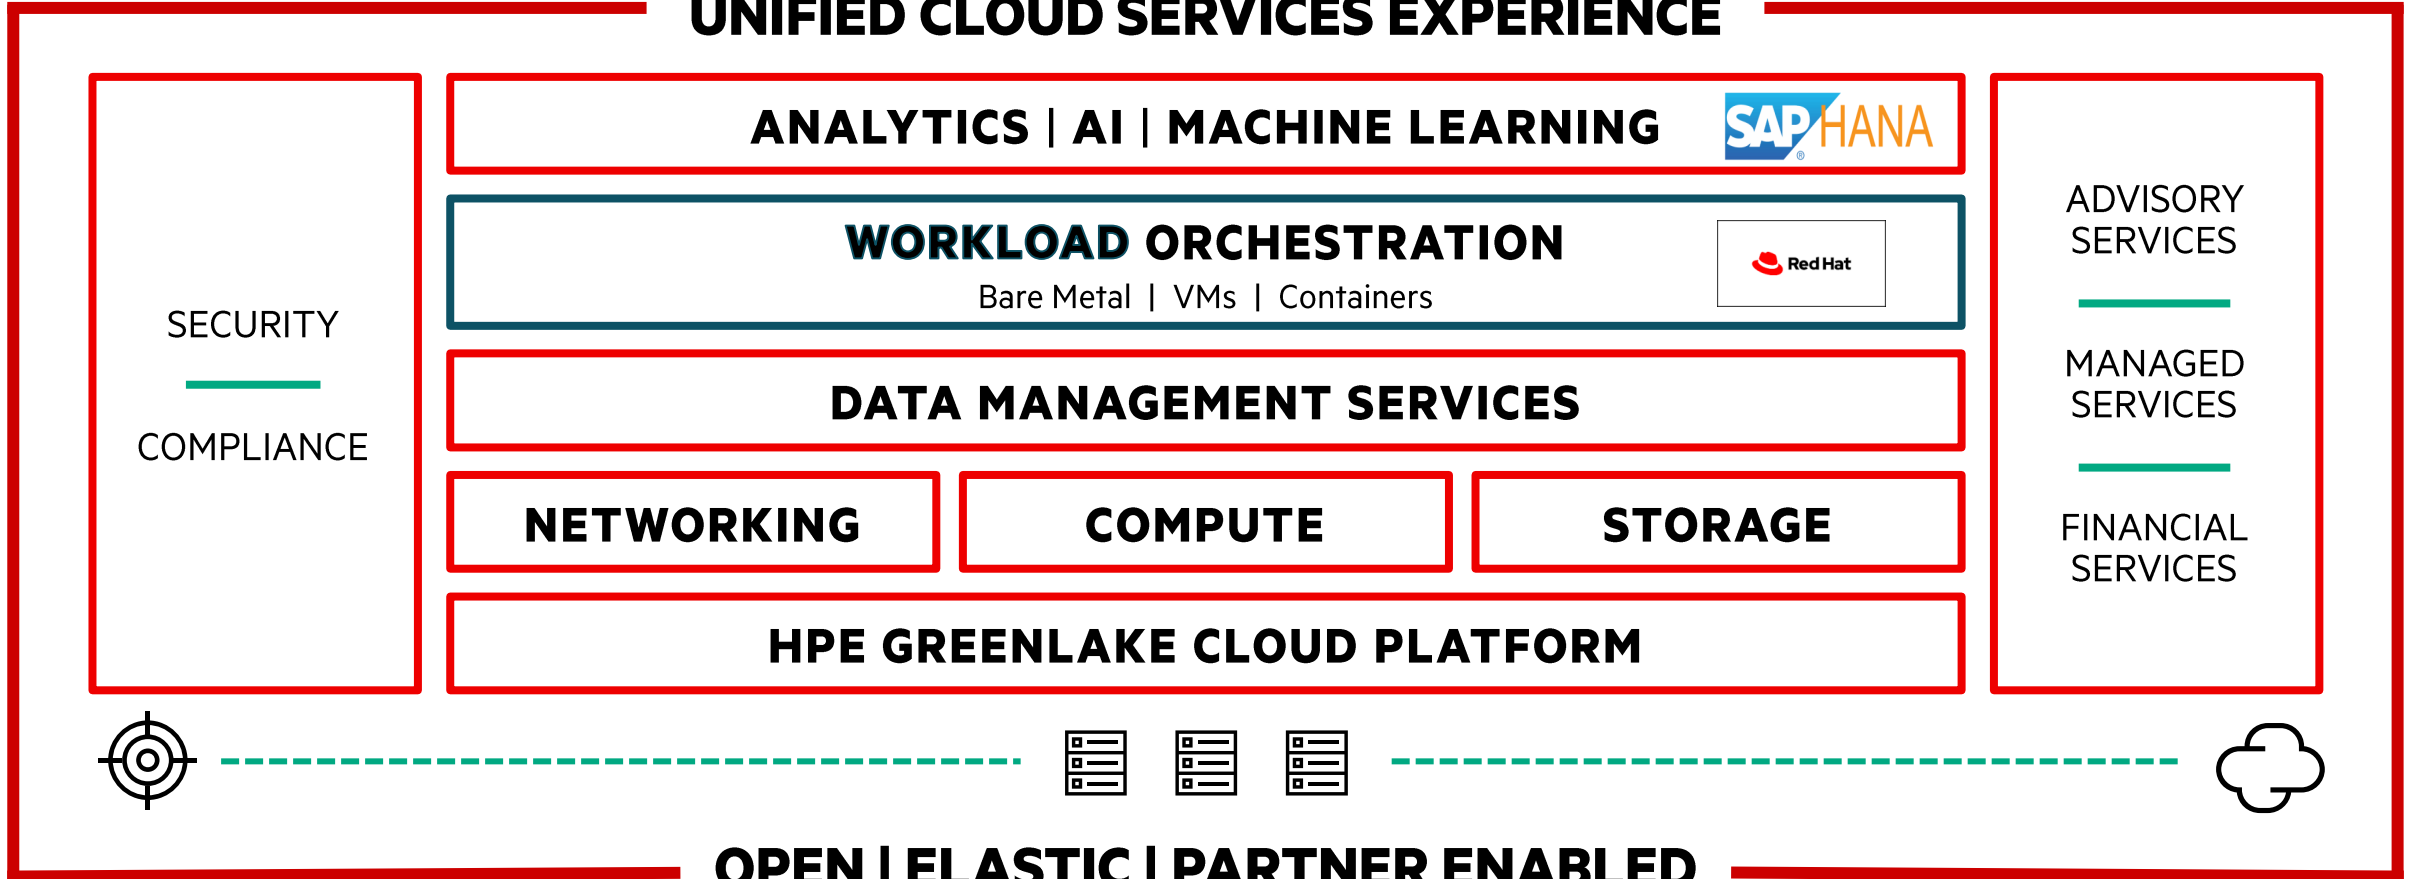 UNIFIED CLOUD SERVICES EXPERIENCE
SECURITY
COMPLIANCE
ANALYTICS | AI | MACHINE LEARNING
SAP® HANA
WORKLOAD ORCHESTRATION
Bare Metal | VMs | Containers
Red Hat
DATA MANAGEMENT SERVICES
NETWORKING
COMPUTE
STORAGE
HPE GREENLAKE CLOUD PLATFORM
ADVISORY
SERVICES
MANAGED
SERVICES
FINANCIAL
SERVICES
OPEN | ELASTIC | PARTNER ENABLED